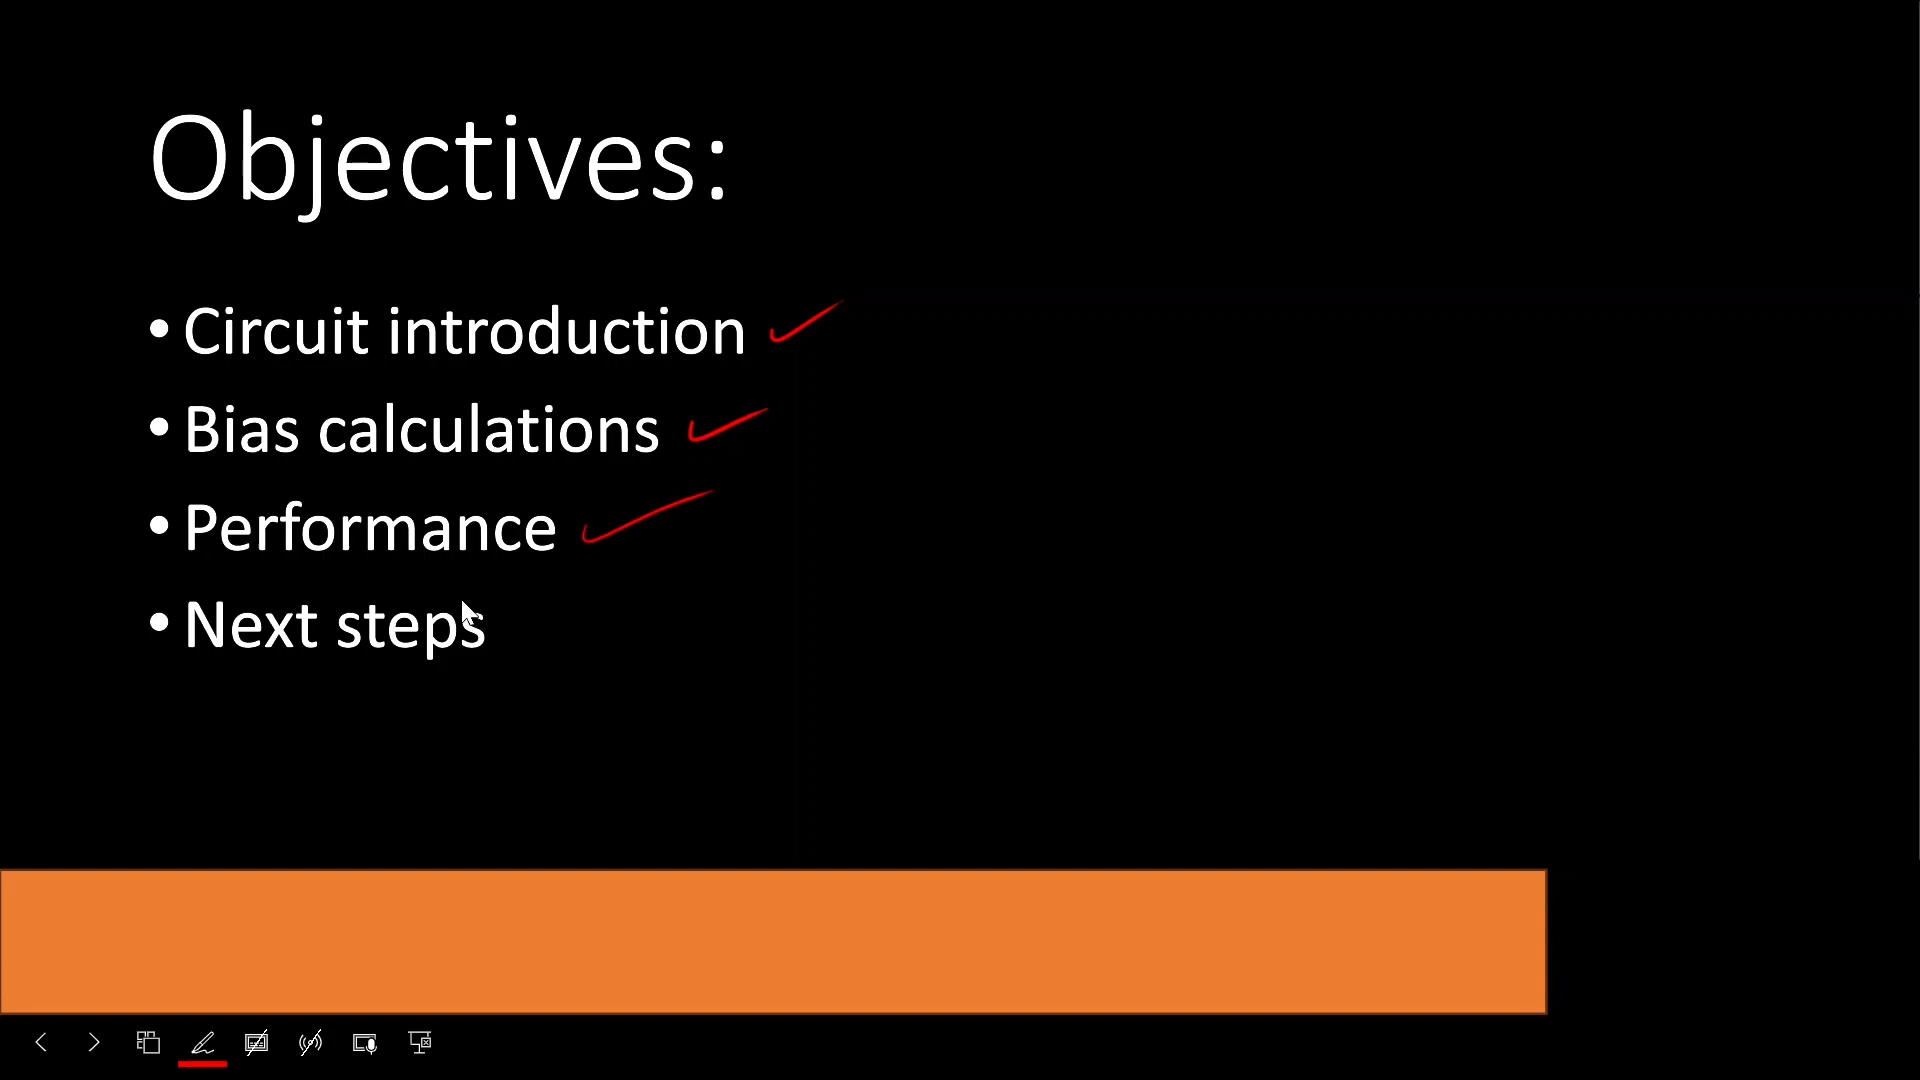 Objectives:
• Circuit introduction
• Bias calculations
• Performance
• Next steps